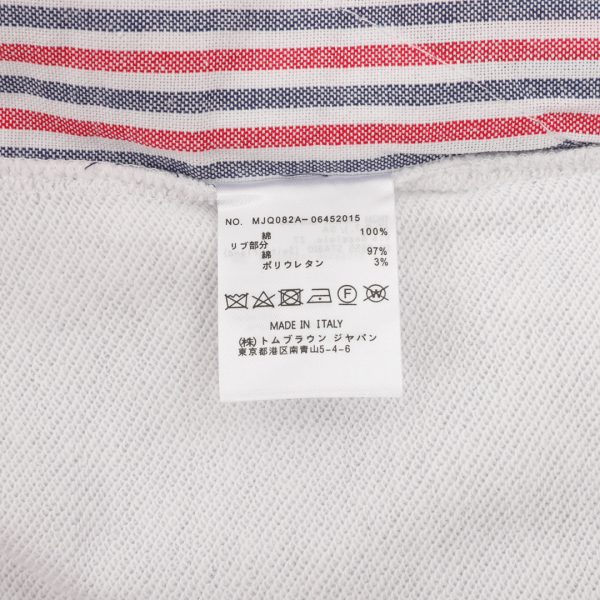 NO. MJQ082A-06452015
綿 100%
リブ部分
綿 97%
ポリウレタン 3%
F W
MADE IN ITALY
㈱トムブラウン ジャパン
東京都港区南青山5-4-6